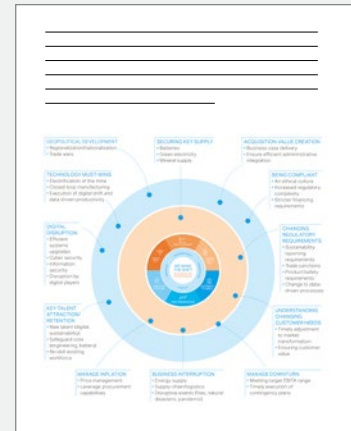 GEOPOLITICAL DEVELOPMENT
• Regionalization/nationalization
• Trade wars
SECURING KEY SUPPLY
• Batteries
• Green electricity
• Mineral supply
ACQUISITION VALUE CREATION
• Business case delivery
• Ensure efficient administrative
integration
TECHNOLOGY MUST-WINS
• Electrification of the mine
• Closed loop manufacturing
• Execution of digital shift and
data driven productivity
BEING COMPLIANT
• An ethical culture
• Increased regulatory
complexity
• Stricter financing
requirements
DIGITAL
DISRUPTION
• Efficient
systems
upgrades
• Cyber security
• Information
security
• Disruption by
digital players
CHANGING
REGULATORY
REQUIREMENTS
• Sustainability
reporting
requirements
• Trade sanctions
• Product safety
requirements
• Change to data-
driven processes
KEY TALENT
ATTRACTION/
RETENTION
• New talent (digital,
sustainability)
• Safeguard core
(engineering, battery)
• Re-skill existing
workforce
UNDERSTANDING
CHANGING
CUSTOMER NEEDS
• Timely adjustment
to market
transformation
• Ensuring customer
value
MANAGE INFLATION
• Price management
• Leverage procurement
capabilities
BUSINESS INTERRUPTION
• Energy supply
• Supply chain/logistics
• Disruptive events (fires, natural
disasters, pandemic)
MANAGE DOWNTURN
• Meeting target EBITA range
• Timely execution of
contingency plans